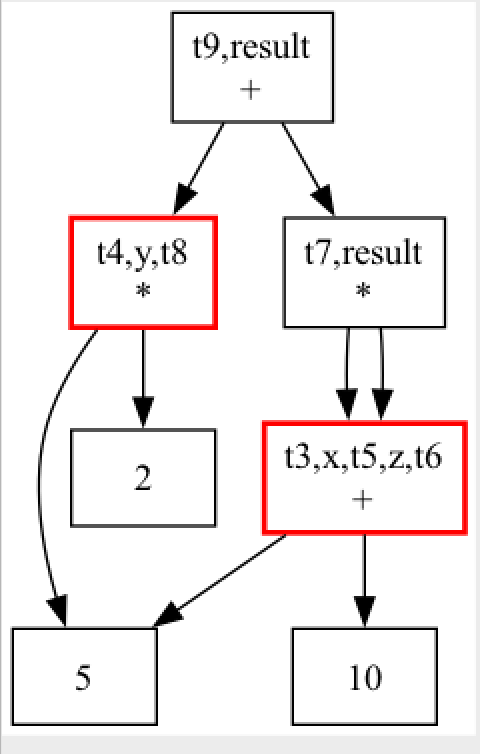 t9,result
+
t4,y,t8
*
t7,result
*
2
t3,x,t5,z,t6
+
5
10